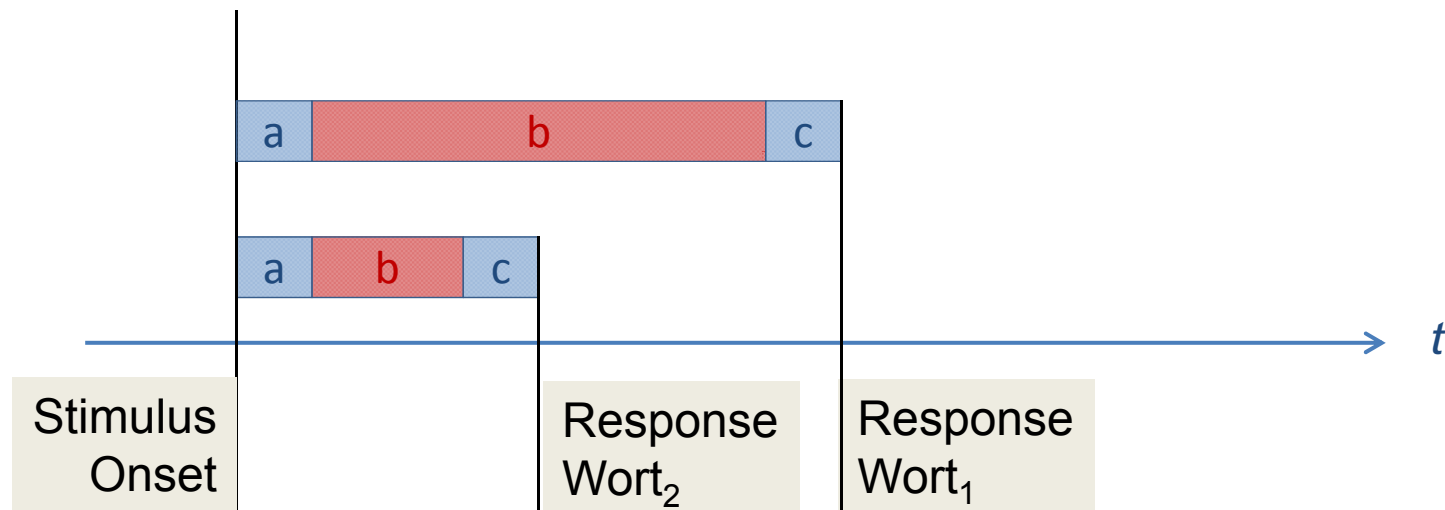 a b c
a b c
t
Stimulus
Onset
Response
Wort₂
Response
Wort₁